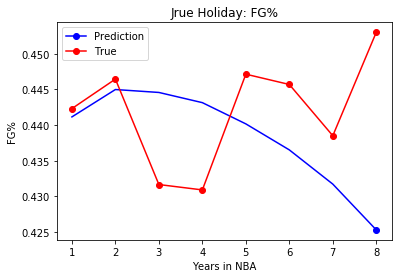 Jrue Holiday: FG%
Prediction
True
FG%
0.450
0.445
0.440
0.435
0.430
0.425
1 2 3 4 5 6 7 8
Years in NBA